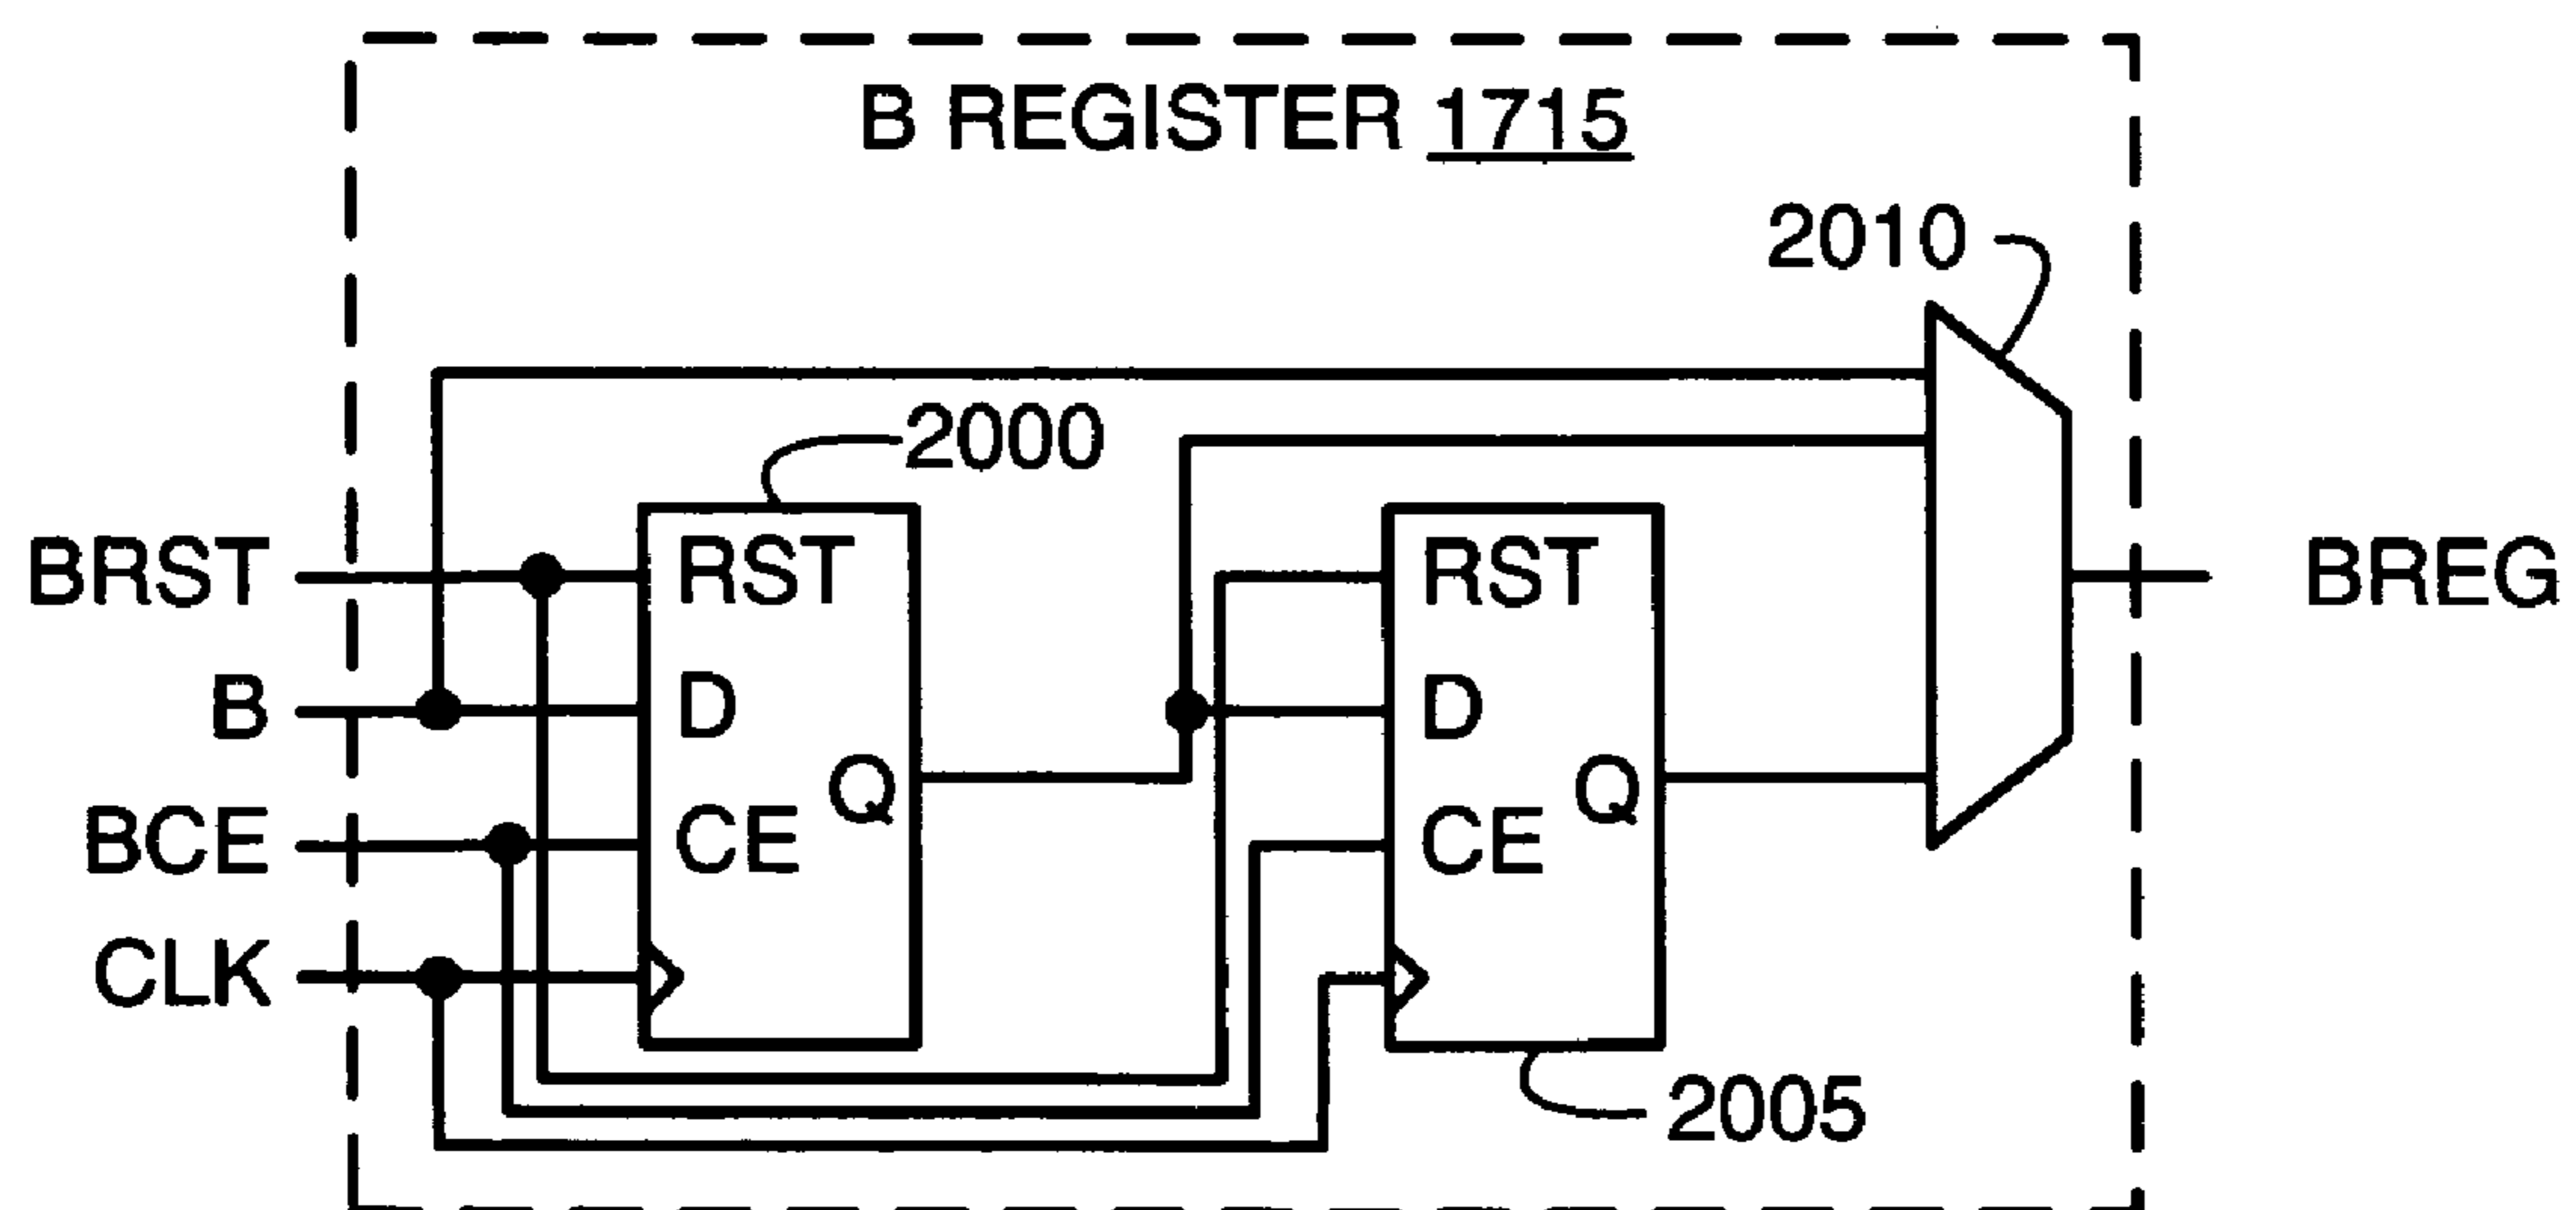 B REGISTER 1715
2010
2000
BRST
RST
RST
BREG
B
D
D
Q
Q
BCE
CE
CE
CLK
2005